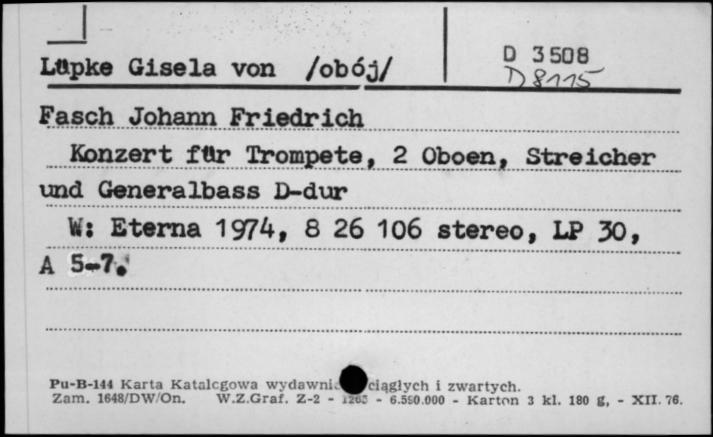 Lüpke Gisela von /obój/
D 3508
D 8115
Fasch Johann Friedrich
Konzert für Trompete, 2 Oboen, Streicher
und Generalbass D-dur
W: Eterna 1974, 8 26 106 stereo, LP 30,
A 5-7.
Pu-B-144 Karta Katalogowa ciągłych i zwartych.
Zam. 1648/DW/On. W.Z.Graf. Z-2 - - 6.590.000 - Karton 3 kl. 180 g, - XII. 76.